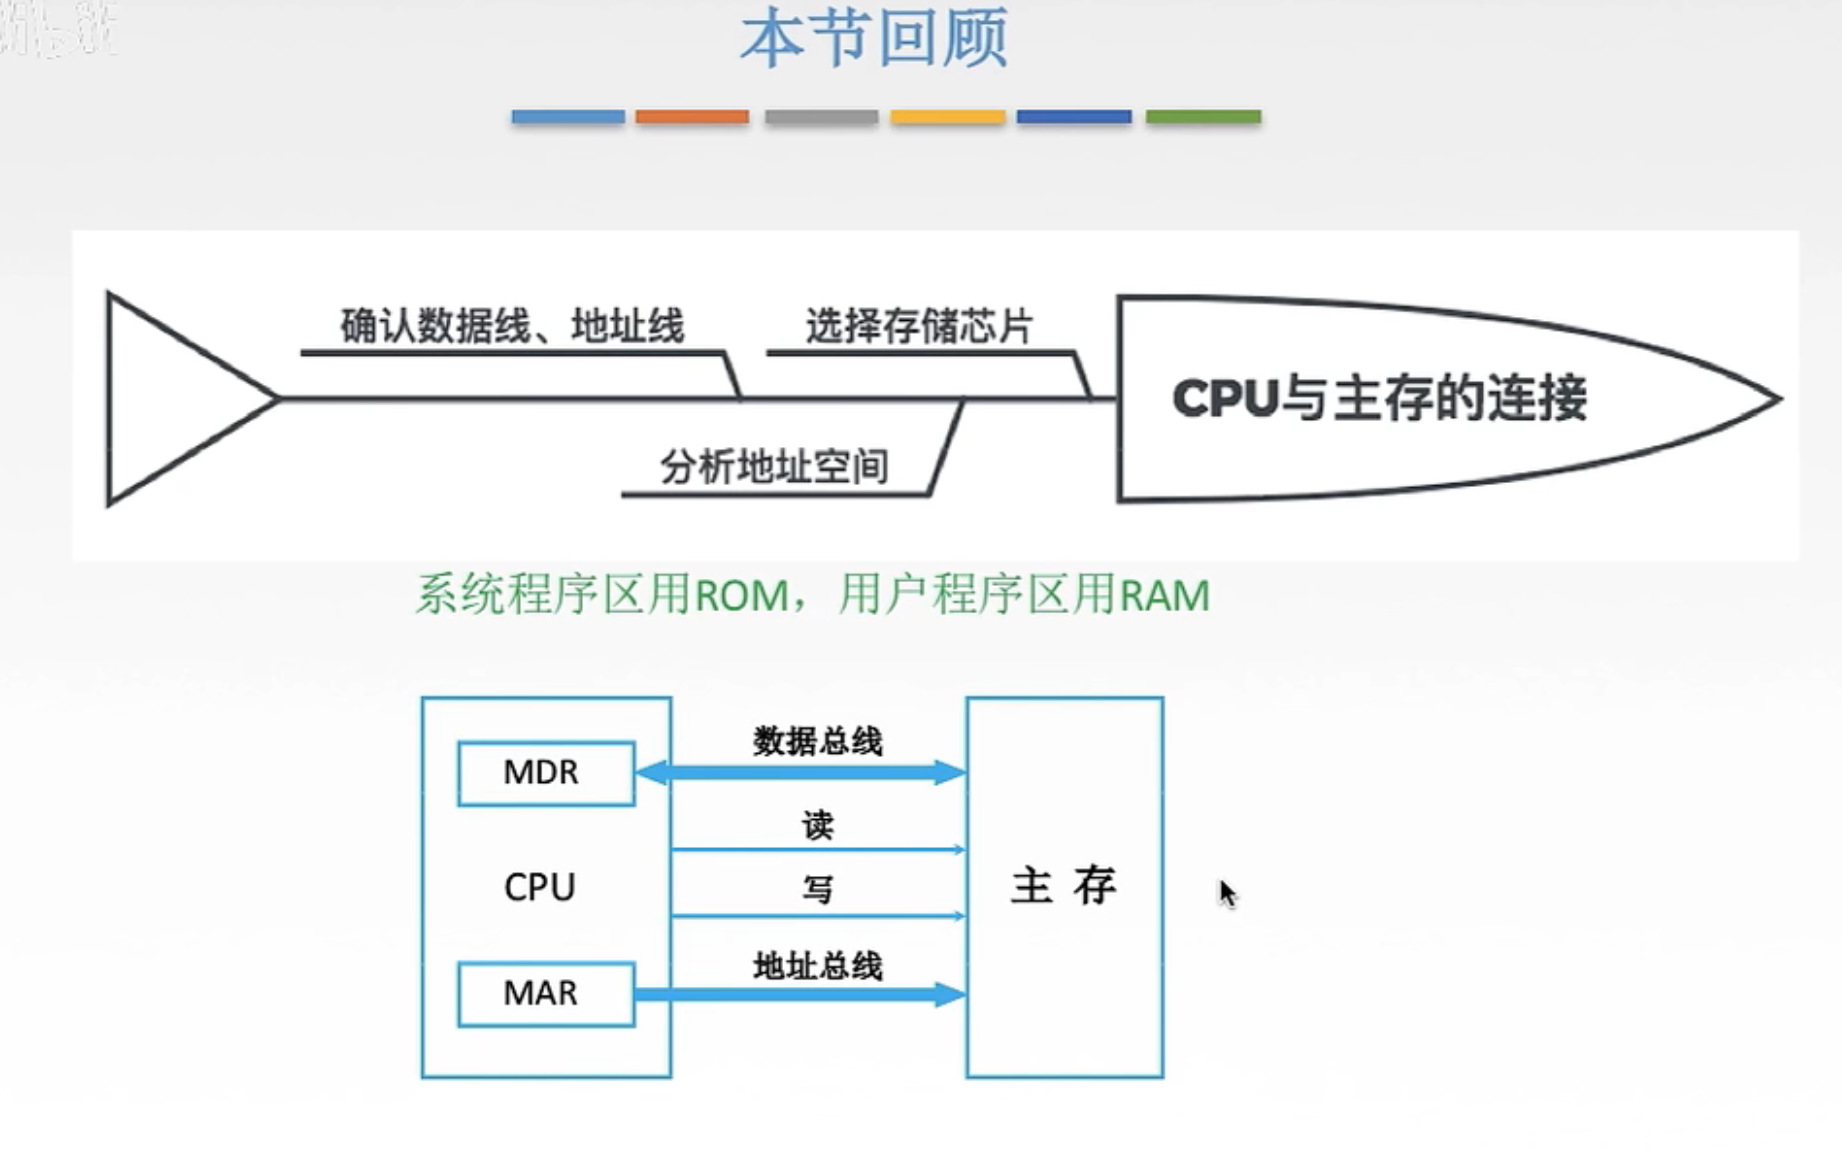 本节回顾
确认数据线、地址线
选择存储芯片
分析地址空间
CPU与主存的连接
系统程序区用ROM，用户程序区用RAM
MDR
CPU
MAR
数据总线
读
写
地址总线
主 存